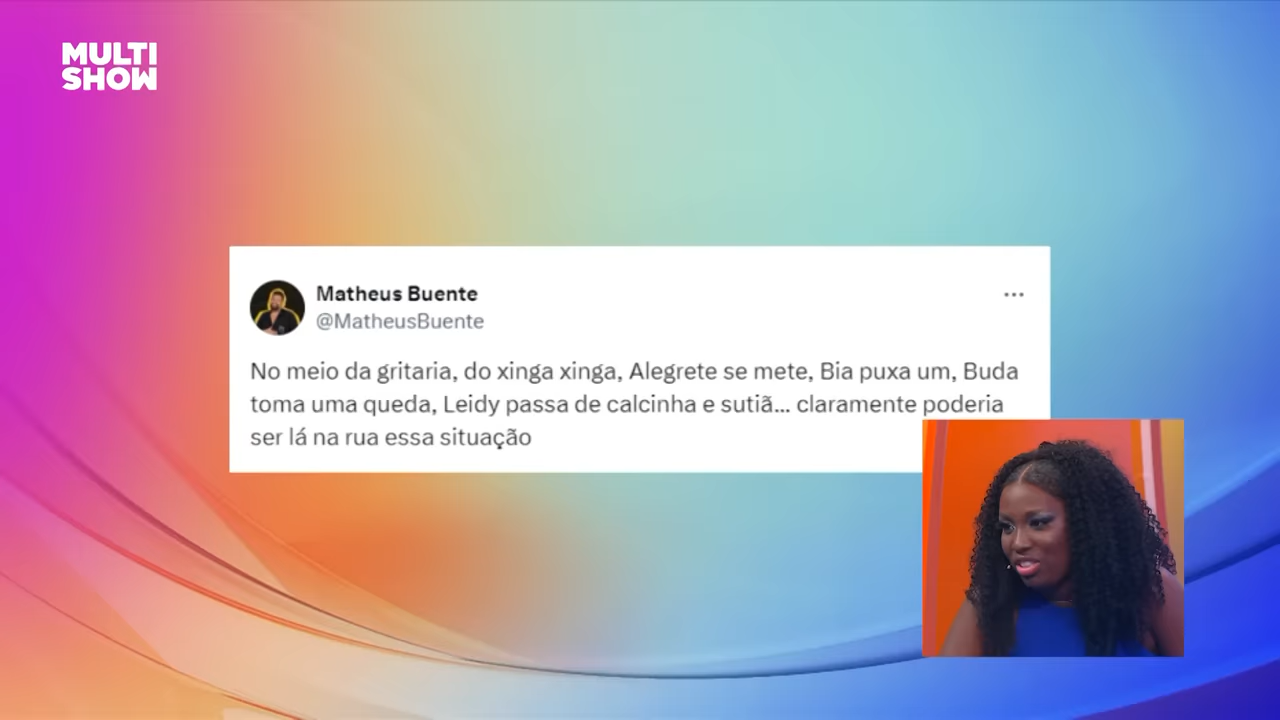 MULTI
SHOW
Matheus Buente
@MatheusBuente
No meio da gritaria, do xinga xinga, Alegrete se mete, Bia puxa um, Buda
toma uma queda, Leidy passa de calcinha e sutiã... claramente poderia
ser lá na rua essa situação